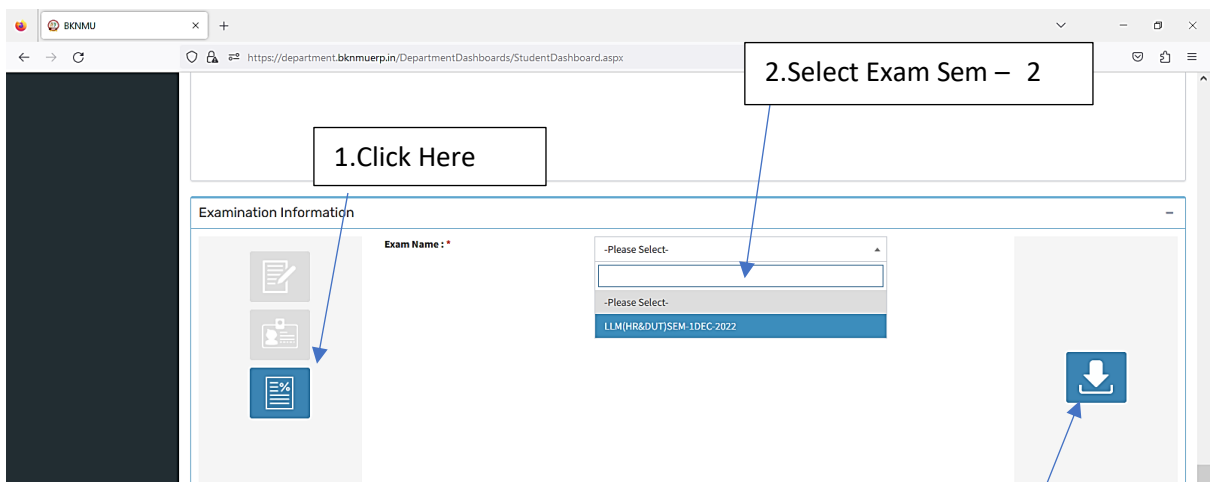 BKNMU
https://department.bknmuerp.in/DepartmentDashboards/StudentDashboard.aspx
2.Select Exam Sem – 2
1.Click Here
Examination Information
Exam Name : *
-Please Select-
-Please Select-
LLM(HR&DUT)SEM-1DEC-2022